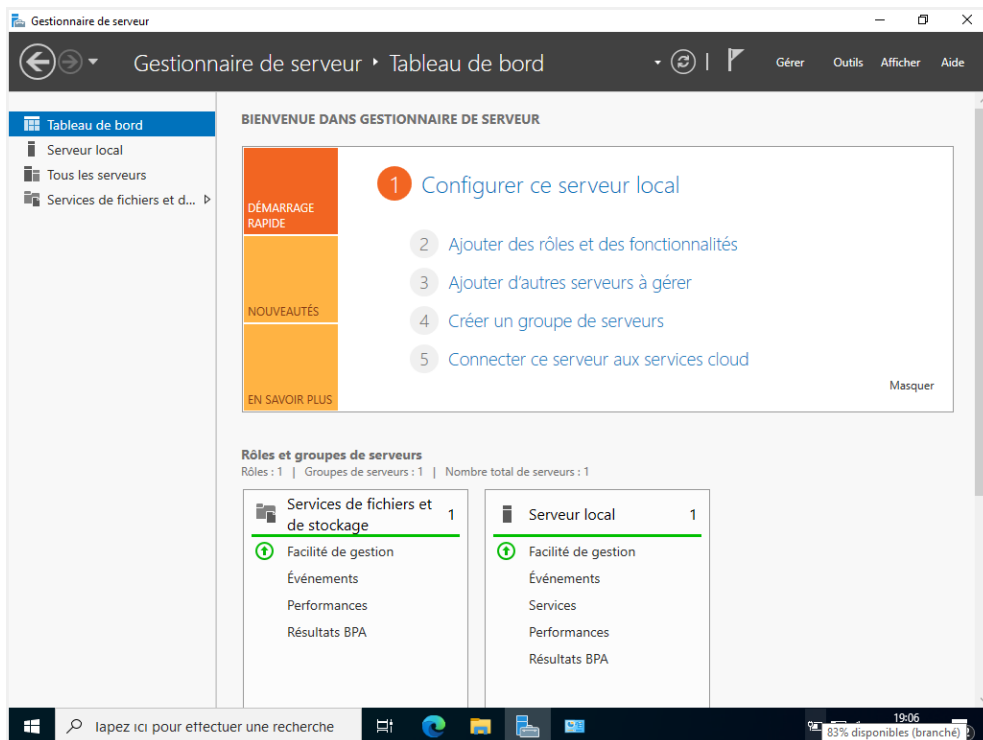 Gestionnaire de serveur
Gestionnaire de serveur • Tableau de bord
Gérer Outils Afficher Aide
Tableau de bord
Serveur local
Tous les serveurs
Services de fichiers et d...
BIENVENUE DANS GESTIONNAIRE DE SERVEUR
DÉMARRAGE
RAPIDE
NOUVEAUTÉS
EN SAVOIR PLUS
1 Configurer ce serveur local
2 Ajouter des rôles et des fonctionnalités
3 Ajouter d'autres serveurs à gérer
4 Créer un groupe de serveurs
5 Connecter ce serveur aux services cloud
Masquer
Rôles et groupes de serveurs
Rôles : 1 | Groupes de serveurs : 1 | Nombre total de serveurs : 1
Services de fichiers et
de stockage 1
Facilité de gestion
Événements
Performances
Résultats BPA
Serveur local 1
Facilité de gestion
Événements
Services
Performances
Résultats BPA
Tapez ici pour effectuer une recherche
19:06
83% disponibles (branché)